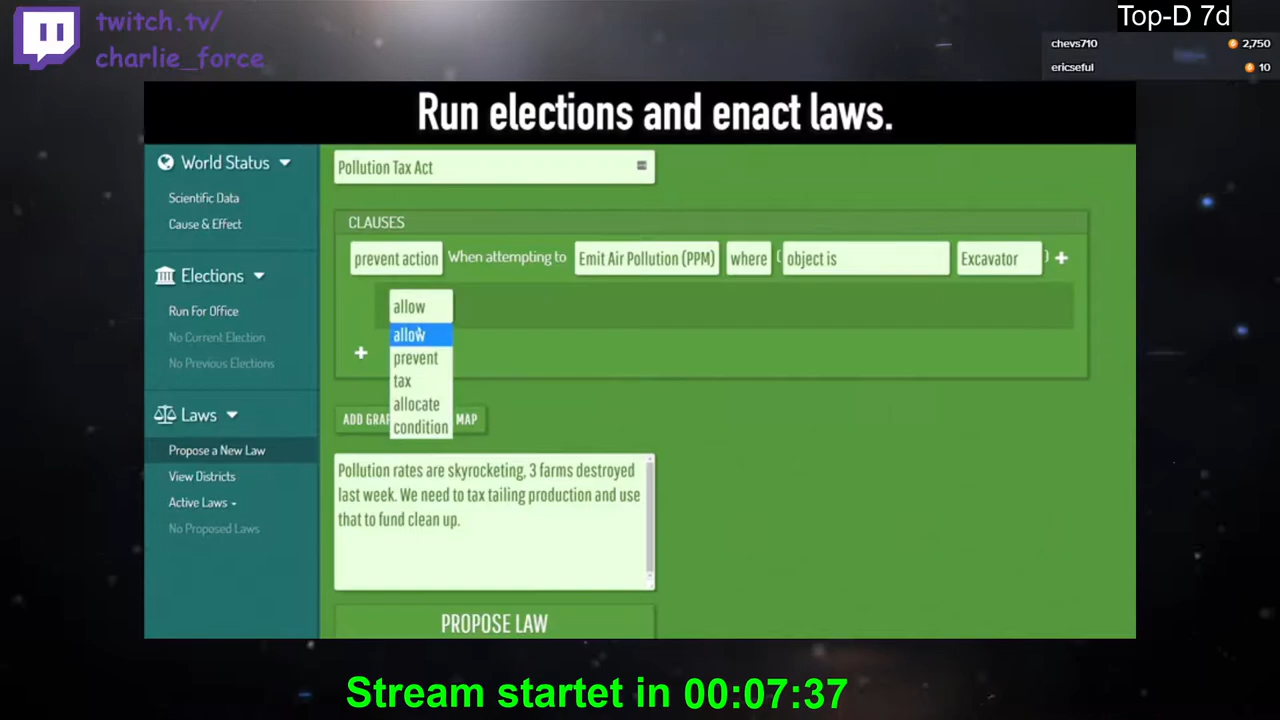 twitch.tv/
charlie_force
Top-D 7d
chevs710 2,750
ericseful 10
Run elections and enact laws.
World Status
Scientific Data
Cause & Effect
Elections
Run For Office
No Current Election
No Previous Elections
Laws
Propose a New Law
View Districts
Active Laws
No Proposed Laws
Pollution Tax Act
CLAUSES
prevent action When attempting to Emit Air Pollution (PPM) where ( object is Excavator ) +
allow
allow
prevent
tax
allocate
condition
+
ADD GRA MAP
Pollution rates are skyrocketing, 3 farms destroyed
last week. We need to tax tailing production and use
that to fund clean up.
PROPOSE LAW
Stream startet in 00:07:37